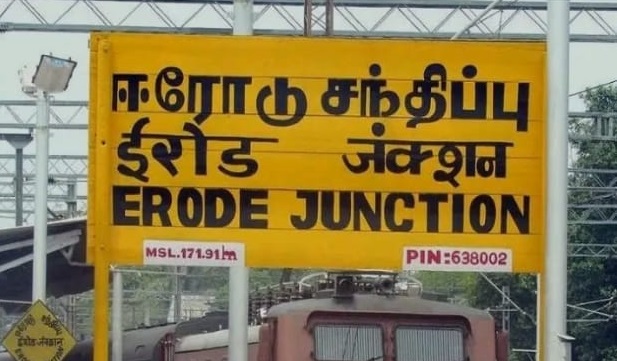 ஈரோடு சந்திப்பு
ईरोड जंक्शन
ERODE JUNCTION
MSL.171.91m
PIN:638002